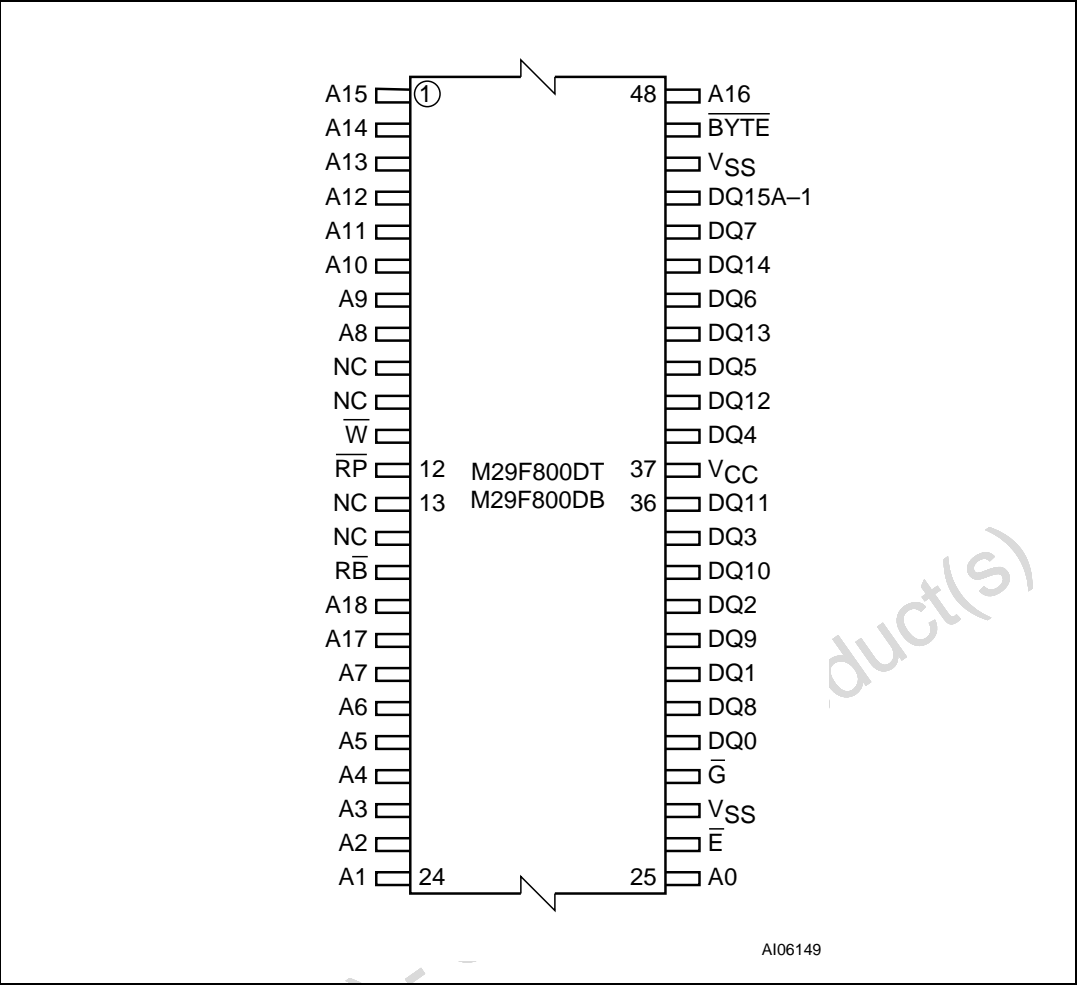 A15 1 48 A16
A14 B̅Y̅T̅E̅
A13 VSS
A12 DQ15A–1
A11 DQ7
A10 DQ14
A9 DQ6
A8 DQ13
NC DQ5
NC DQ12
W̅ DQ4
R̅P̅ 12 M29F800DT 37 VCC
NC 13 M29F800DB 36 DQ11
NC DQ3
RB̅ DQ10
A18 DQ2
A17 DQ9
A7 DQ1
A6 DQ8
A5 DQ0
A4 G̅
A3 VSS
A2 E̅
A1 24 25 A0
AI06149
duct(s)